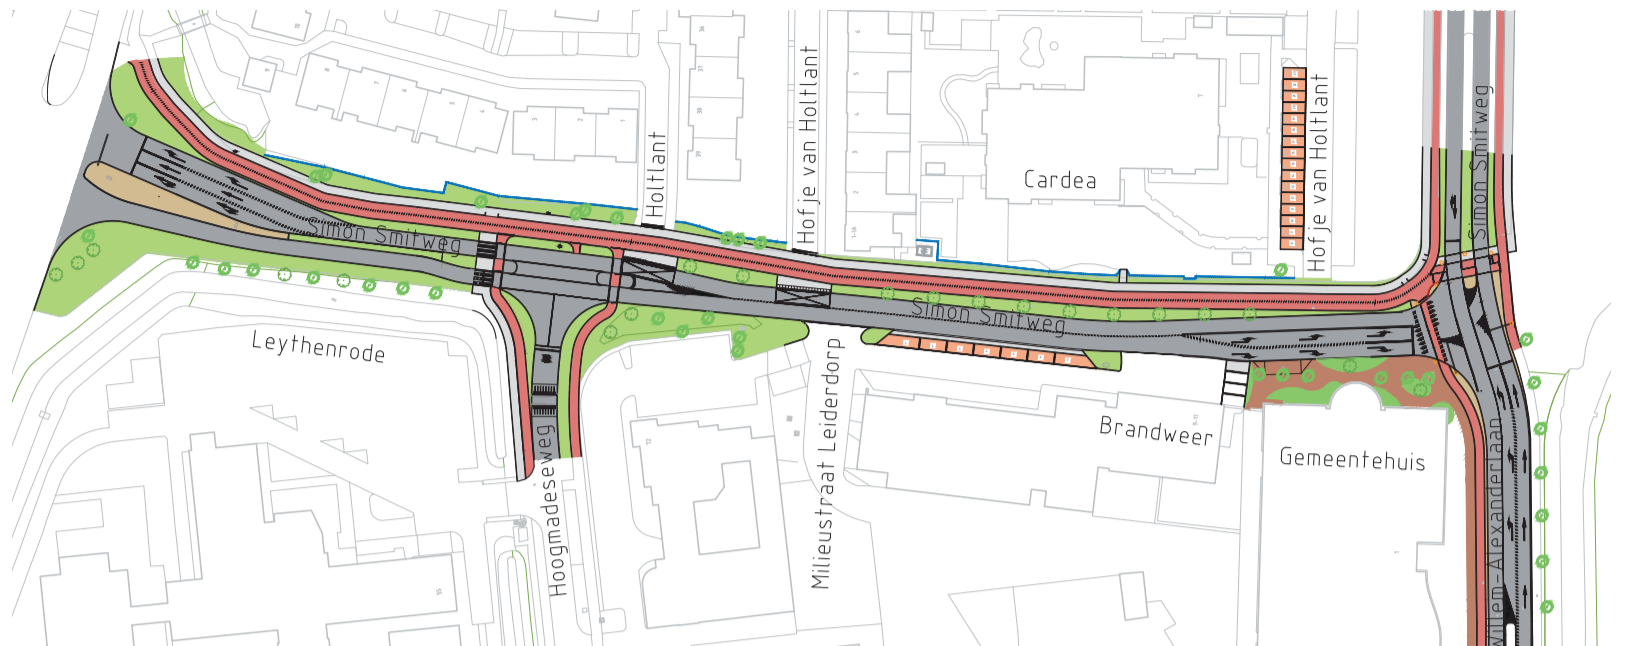 Holtlant
Hofje van Holtlant
Cardea
Hofje van Holtlant
Simon Smitweg
Simon Smitweg
Simon Smitweg
Leythenrode
Hoogmadeseweg
Milieustraat Leiderdorp
Brandweer
Gemeentehuis
Willem-Alexanderlaan